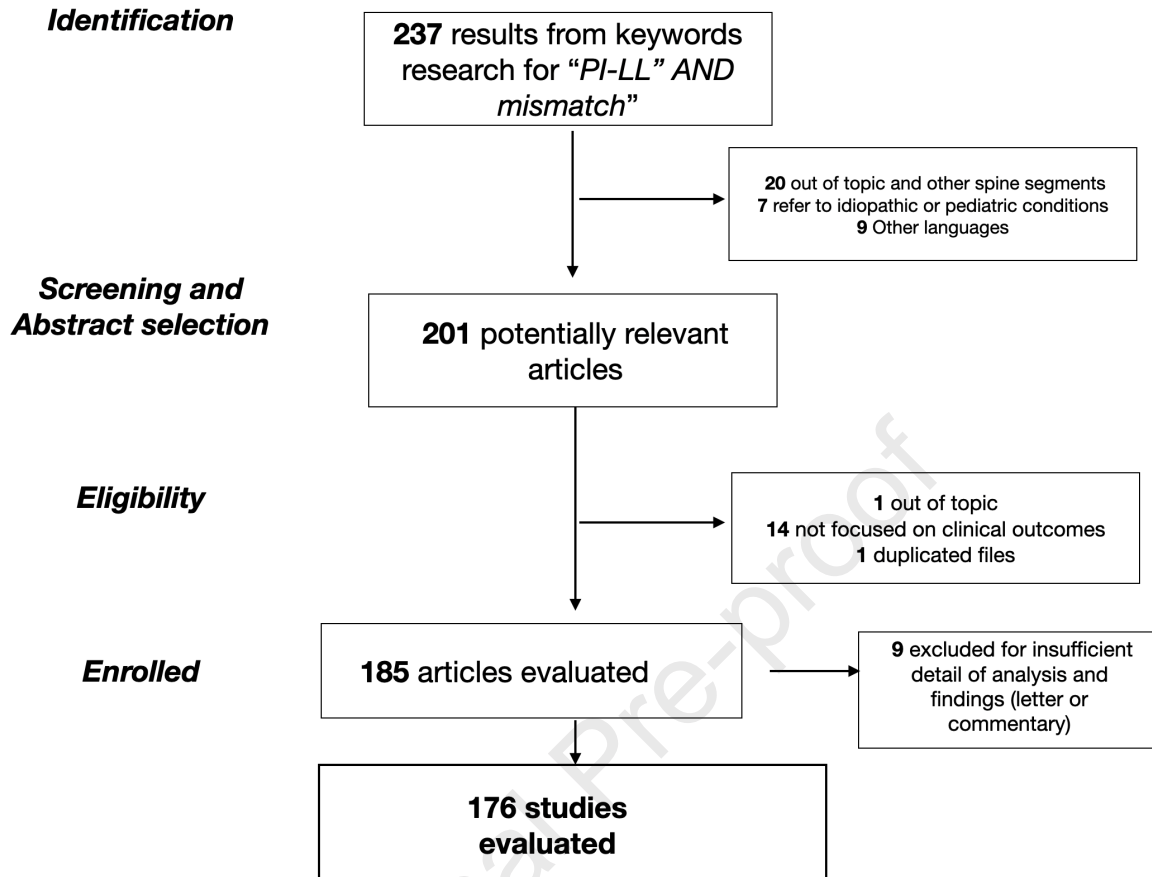 Identification
237 results from keywords
research for “PI-LL” AND
mismatch”
20 out of topic and other spine segments
7 refer to idiopathic or pediatric conditions
9 Other languages
Screening and
Abstract selection
201 potentially relevant
articles
Eligibility
1 out of topic
14 not focused on clinical outcomes
1 duplicated files
Enrolled
185 articles evaluated
9 excluded for insufficient
detail of analysis and
findings (letter or
commentary)
176 studies
evaluated
al Pre-proof